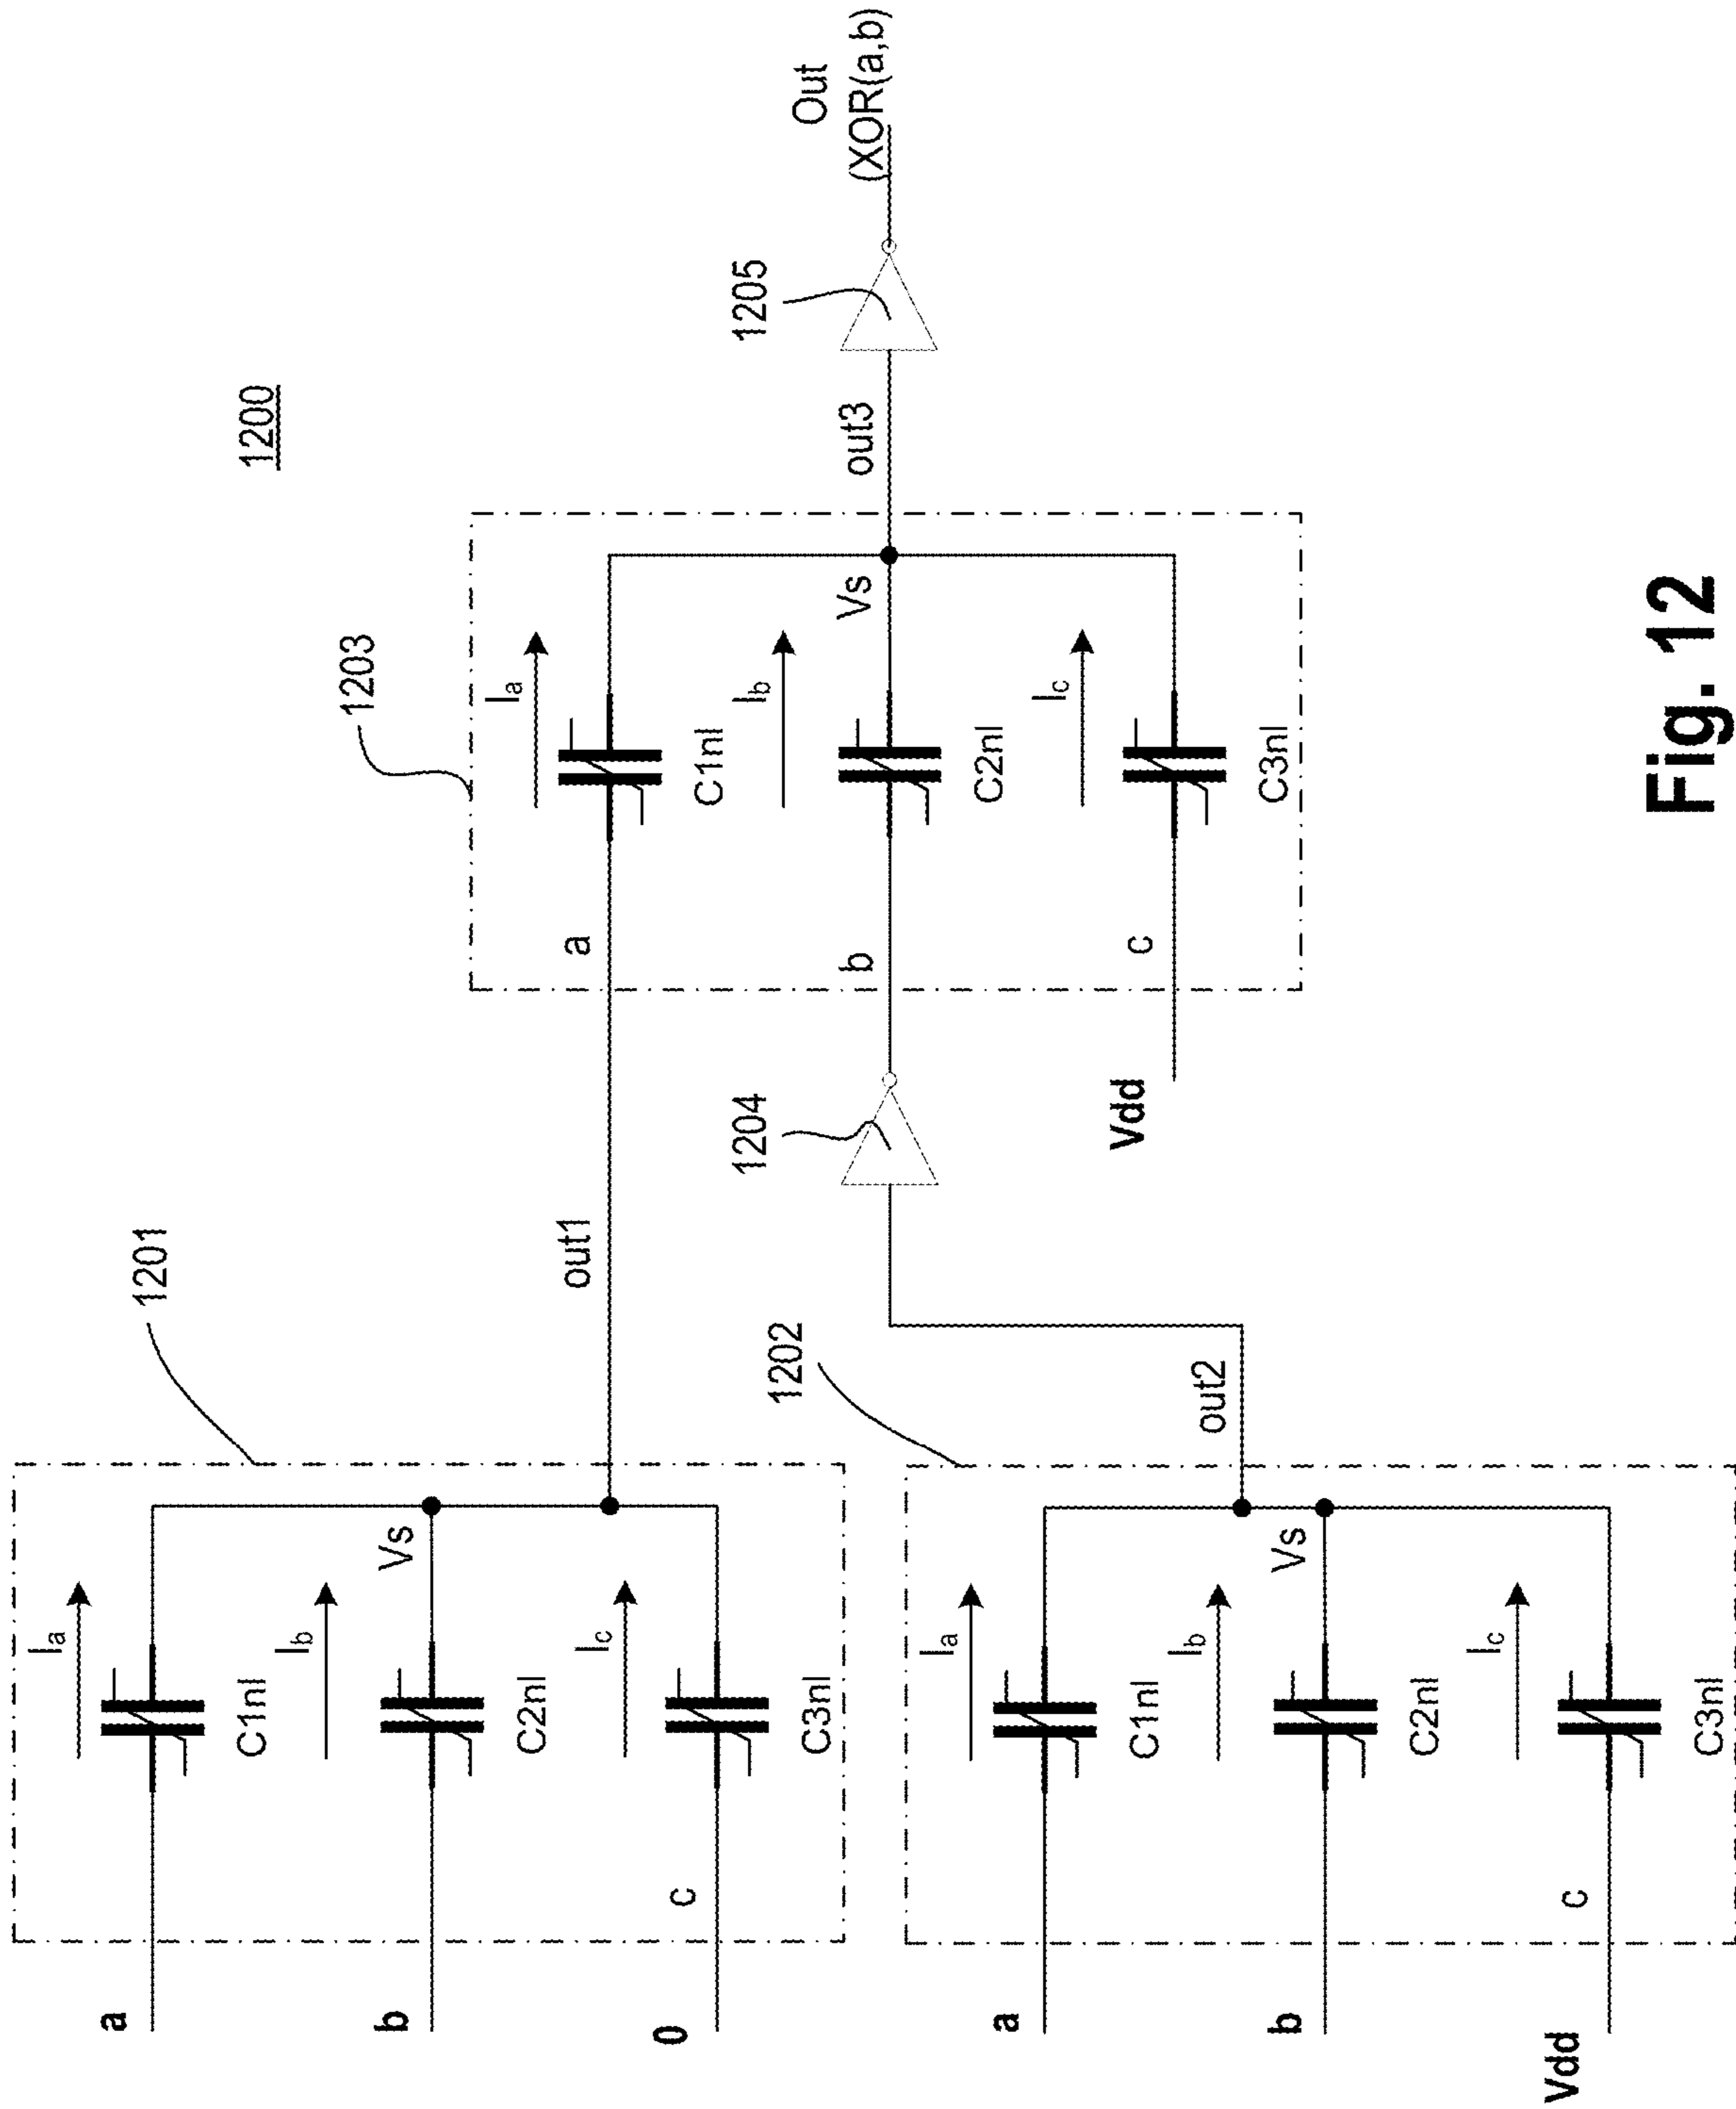 1200
1201
a
Ia
C1nl
b
Ib
Vs
C2nl
0
c
Ic
C3nl
out1
1202
a
Ia
C1nl
b
Ib
Vs
C2nl
Vdd
c
Ic
C3nl
out2
1204
1203
a
Ia
C1nl
b
Ib
Vs
C2nl
Vdd
c
Ic
C3nl
out3
1205
Out
(XOR(a,b)
Fig. 12